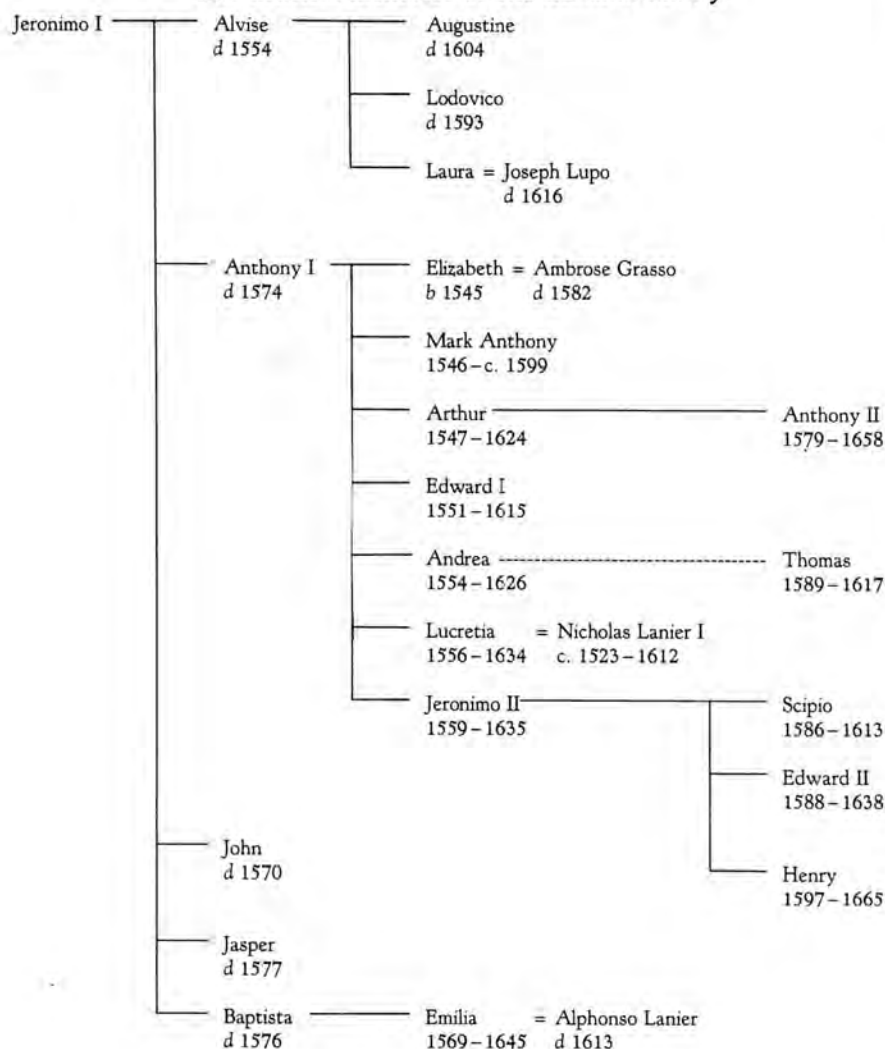 Jeronimo I
Alvise
d 1554
Augustine
d 1604
Lodovico
d 1593
Laura = Joseph Lupo
d 1616
Anthony I
d 1574
Elizabeth = Ambrose Grasso
b 1545 d 1582
Mark Anthony
1546–c. 1599
Arthur
1547–1624
Anthony II
1579–1658
Edward I
1551–1615
Andrea
1554–1626
Thomas
1589–1617
Lucretia = Nicholas Lanier I
1556–1634 c. 1523–1612
Jeronimo II
1559–1635
Scipio
1586–1613
Edward II
1588–1638
Henry
1597–1665
John
d 1570
Jasper
d 1577
Baptista
d 1576
Emilia = Alphonso Lanier
1569–1645 d 1613